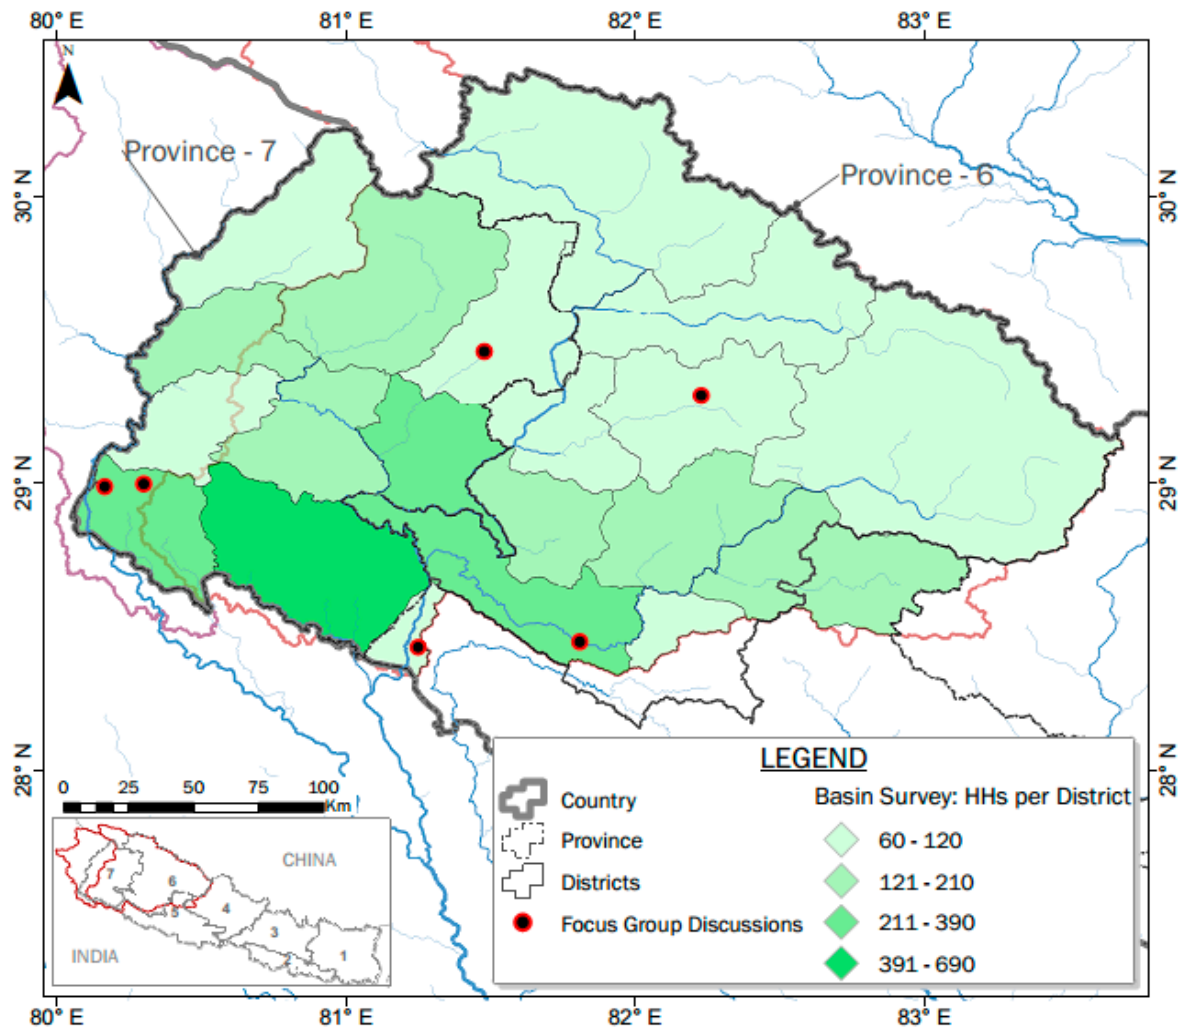 80° E 81° E 82° E 83° E
N
Province - 7
Province - 6
30° N 30° N
29° N 29° N
28° N 28° N
LEGEND
Country
Province
Districts
Focus Group Discussions
Basin Survey: HHs per District
60 - 120
121 - 210
211 - 390
391 - 690
0 25 50 75 100
Km
CHINA
INDIA
7
6
5
4
3
2
1
80° E 81° E 82° E 83° E